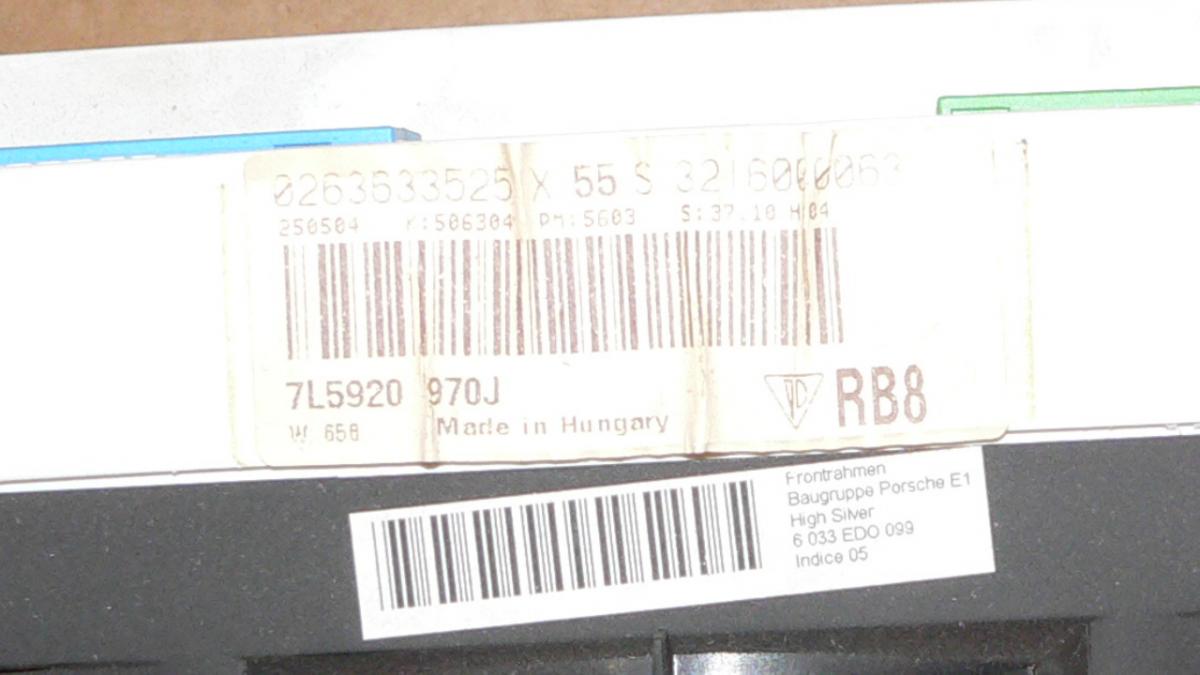 0263633525 X 55 S 3216000063
250504 K:506304 PM:5603 S:37.10 H04
7L5920 970J
W 658 Made in Hungary
RB8
Frontrahmen
Baugruppe Porsche E1
High Silver
6 033 EDO 099
Indice 05